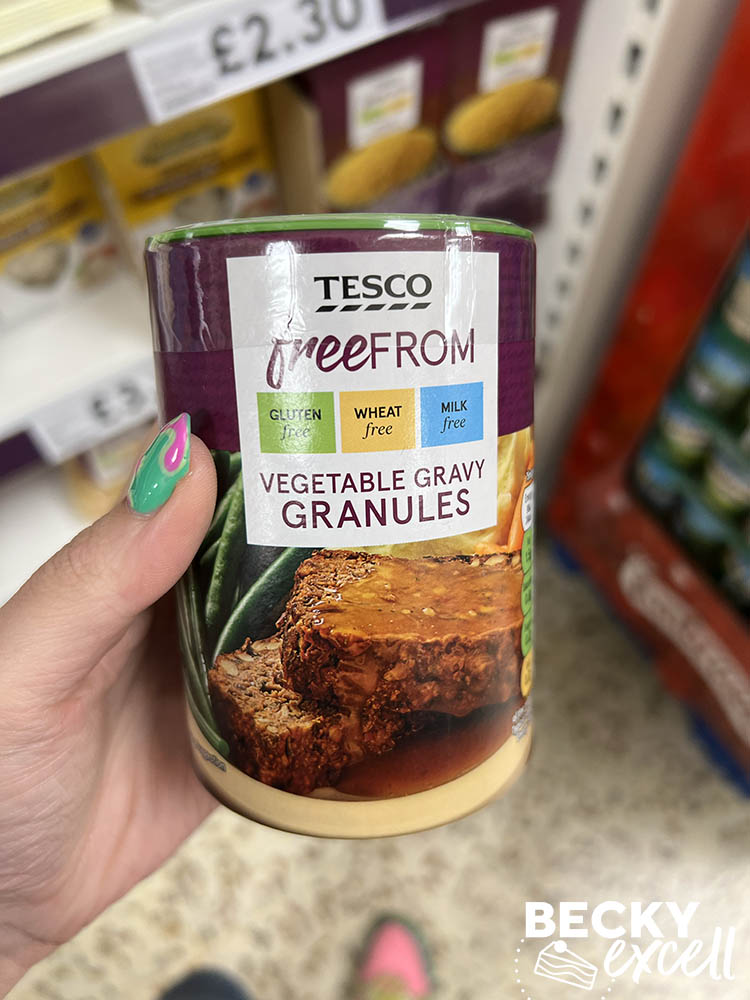 £2.30
TESCO
freeFROM
GLUTEN free
WHEAT free
MILK free
VEGETABLE GRAVY
GRANULES
BECKY
excell